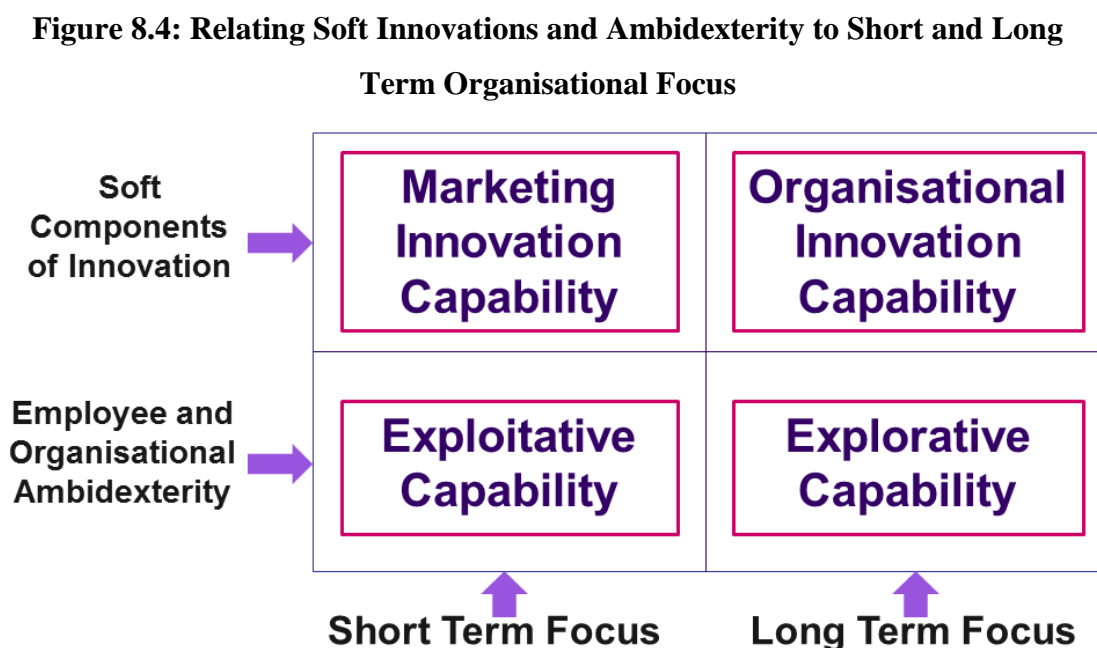 Figure 8.4: Relating Soft Innovations and Ambidexterity to Short and Long
Term Organisational Focus
Soft
Components
of Innovation
Marketing
Innovation
Capability
Organisational
Innovation
Capability
Employee and
Organisational
Ambidexterity
Exploitative
Capability
Explorative
Capability
Short Term Focus
Long Term Focus